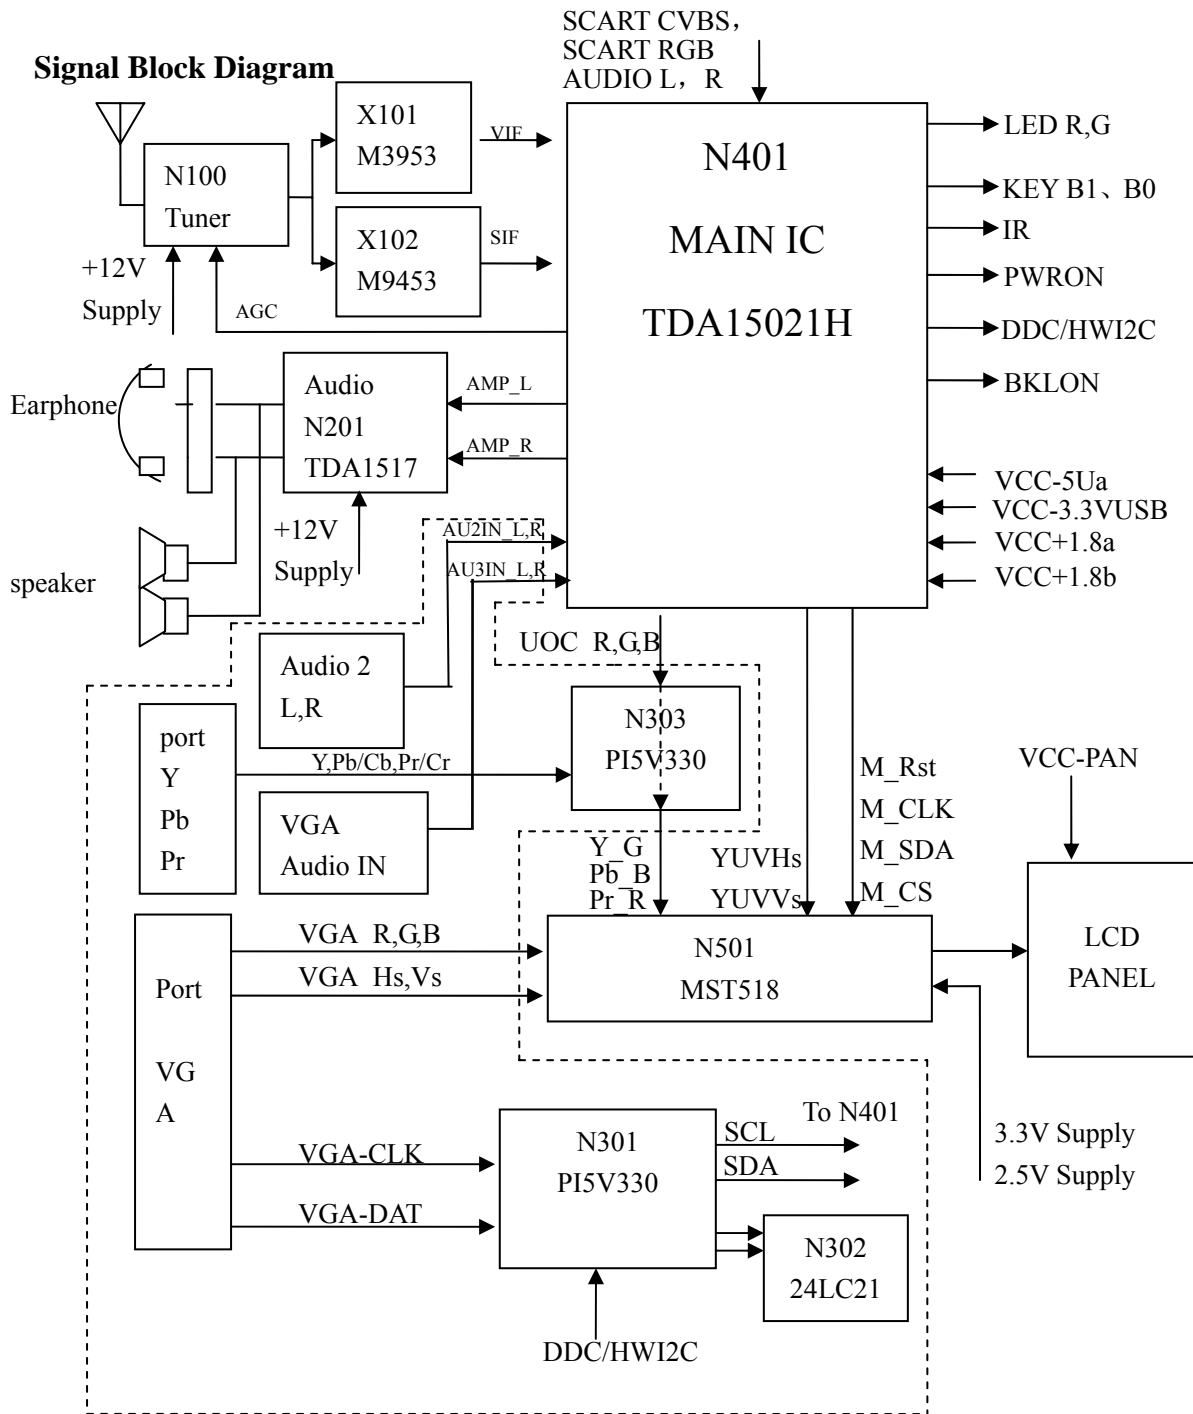 SCART CVBS，
SCART RGB
AUDIO L， R
Signal Block Diagram
X101
M3953
VIF
N100
Tuner
X102
M9453
SIF
+12V
Supply
AGC
N401
MAIN IC
TDA15021H
LED R,G
KEY B1、B0
IR
PWRON
DDC/HWI2C
BKLON
VCC-5Ua
VCC-3.3VUSB
VCC+1.8a
VCC+1.8b
Earphone
Audio
N201
TDA1517
AMP_L
AMP_R
+12V
Supply
speaker
AU2IN_L,R
AU3IN_L,R
UOC R,G,B
Audio 2
L,R
port
Y
Pb
Pr
Y,Pb/Cb,Pr/Cr
N303
PI5V330
VGA
Audio IN
Y_G
Pb_B
Pr_R
YUVHs
YUVVs
M_Rst
M_CLK
M_SDA
M_CS
VCC-PAN
LCD
PANEL
Port
VG
A
VGA R,G,B
VGA Hs,Vs
N501
MST518
3.3V Supply
2.5V Supply
VGA-CLK
VGA-DAT
N301
PI5V330
SCL
SDA
To N401
N302
24LC21
DDC/HWI2C